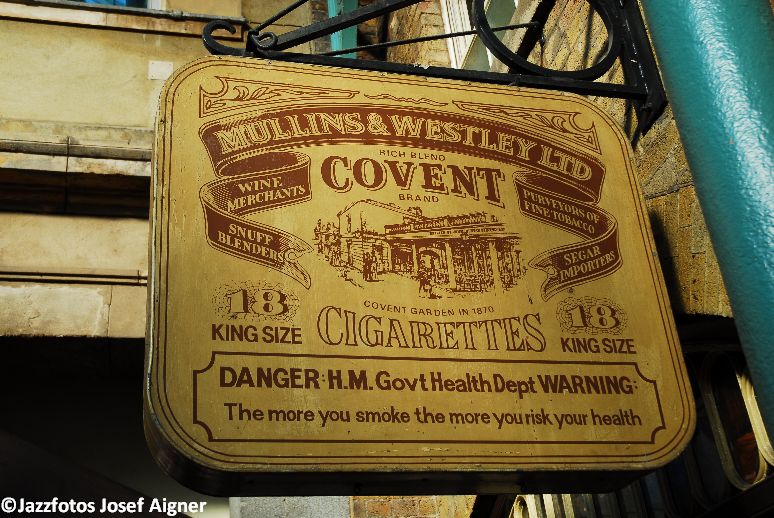 MULLINS & WESTLEY LTD
RICH BLEND
COVENT
BRAND
WINE
MERCHANTS
SNUFF
BLENDERS
PURVEYORS OF
FINE TOBACCO
SEGAR
IMPORTERS
COVENT GARDEN IN 1870
18
KING SIZE
CIGARETTES
18
KING SIZE
DANGER: H.M. Govt Health Dept WARNING:
The more you smoke the more you risk your health
©Jazzfotos Josef Aigner